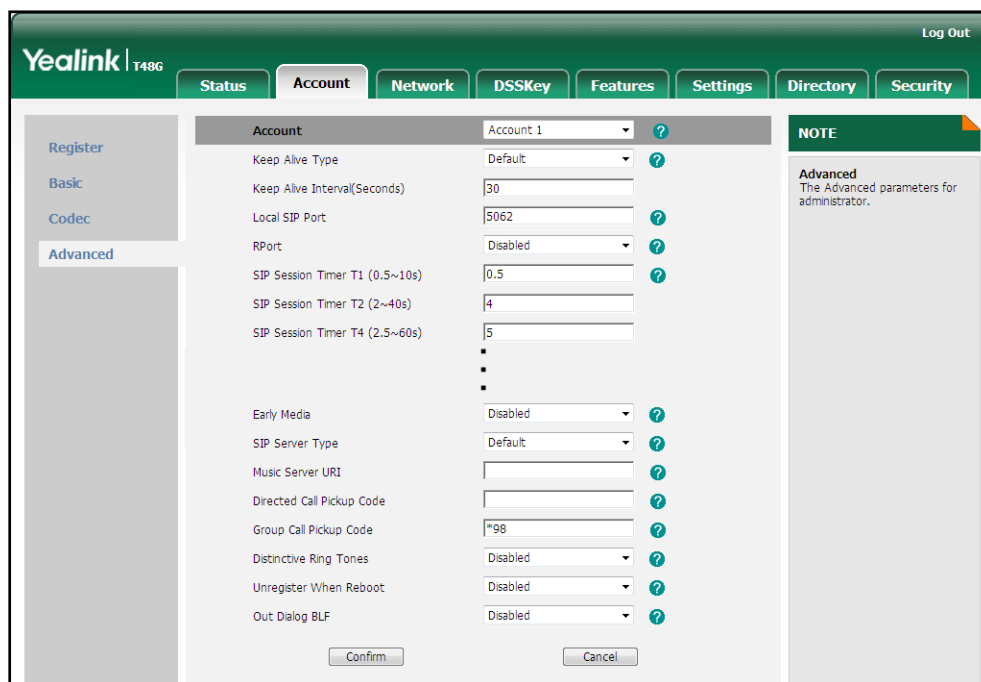 Log Out
Yealink | T48G
Status Account Network DSSKey Features Settings Directory Security
Register
Basic
Codec
Advanced
Account Account 1 ?
Keep Alive Type Default ?
Keep Alive Interval(Seconds) 30
Local SIP Port 5062 ?
RPort Disabled ?
SIP Session Timer T1 (0.5~10s) 0.5 ?
SIP Session Timer T2 (2~40s) 4
SIP Session Timer T4 (2.5~60s) 5
Early Media Disabled ?
SIP Server Type Default ?
Music Server URI ?
Directed Call Pickup Code ?
Group Call Pickup Code *98 ?
Distinctive Ring Tones Disabled ?
Unregister When Reboot Disabled ?
Out Dialog BLF Disabled ?
Confirm Cancel
NOTE
Advanced
The Advanced parameters for
administrator.